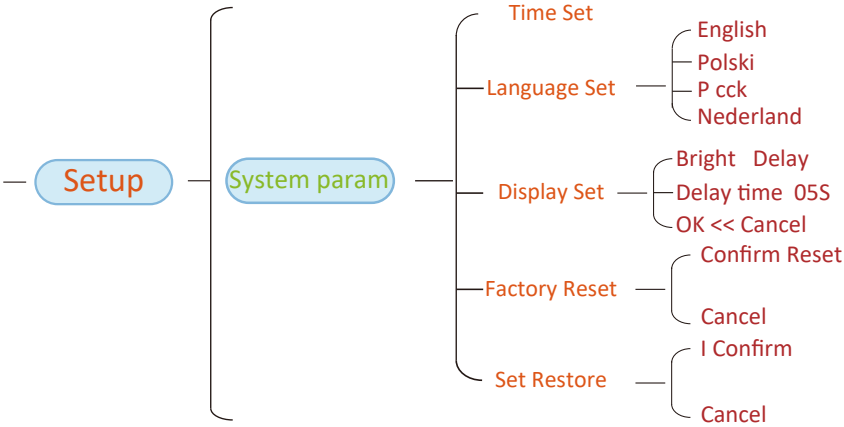 Setup
System param
Time Set
Language Set
English
Polski
P cck
Nederland
Display Set
Bright Delay
Delay time 05S
OK << Cancel
Factory Reset
Confirm Reset
Cancel
Set Restore
I Confirm
Cancel